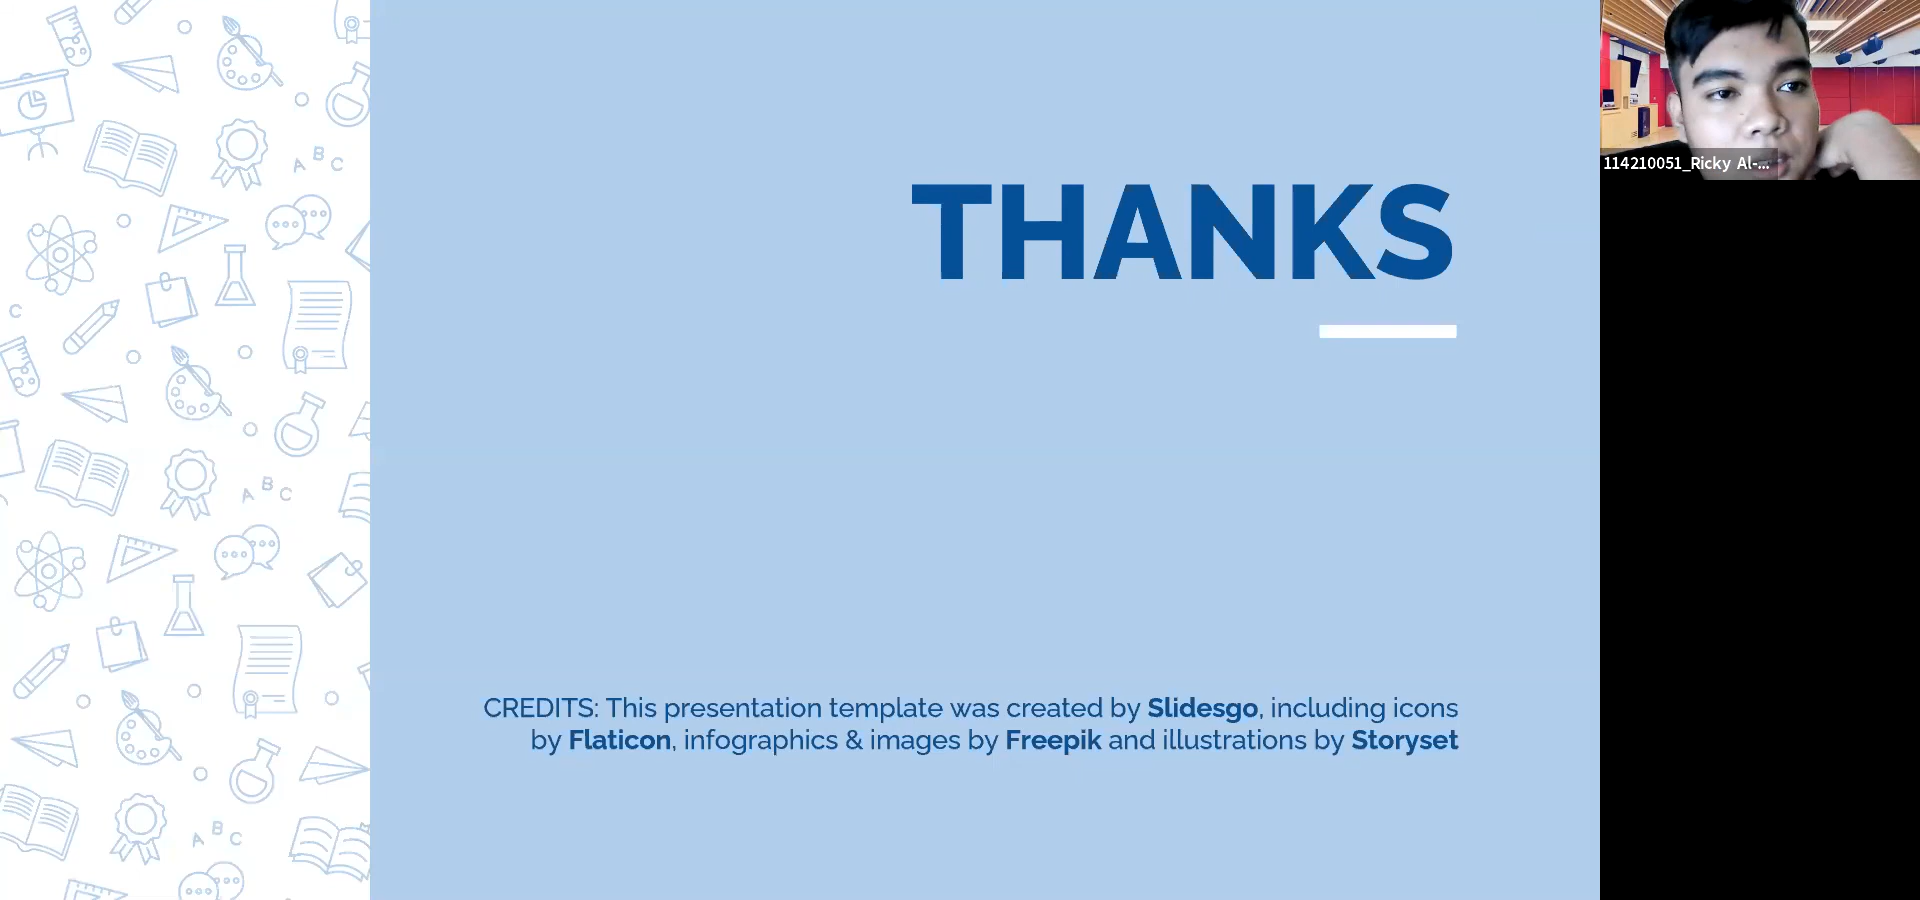 THANKS
CREDITS: This presentation template was created by Slidesgo, including icons
by Flaticon, infographics & images by Freepik and illustrations by Storyset
114210051_Ricky Al-...
A B C
C
A B C
A B C